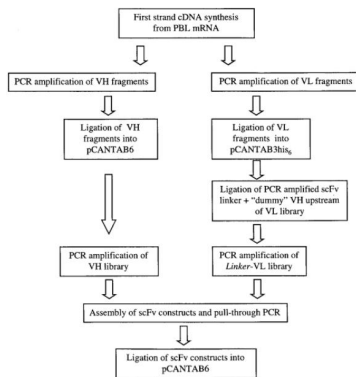 First strand cDNA synthesis
from PBL mRNA
PCR amplification of VH fragments
PCR amplification of VL fragments
Ligation of VH
fragments into
pCANTAB6
Ligation of VL
fragments into
pCANTAB3his6
Ligation of PCR amplified scFv
linker + “dummy” VH upstream
of VL library
PCR amplification of
VH library
PCR amplification of
Linker-VL library
Assembly of scFv constructs and pull-through PCR
Ligation of scFv constructs into
pCANTAB6